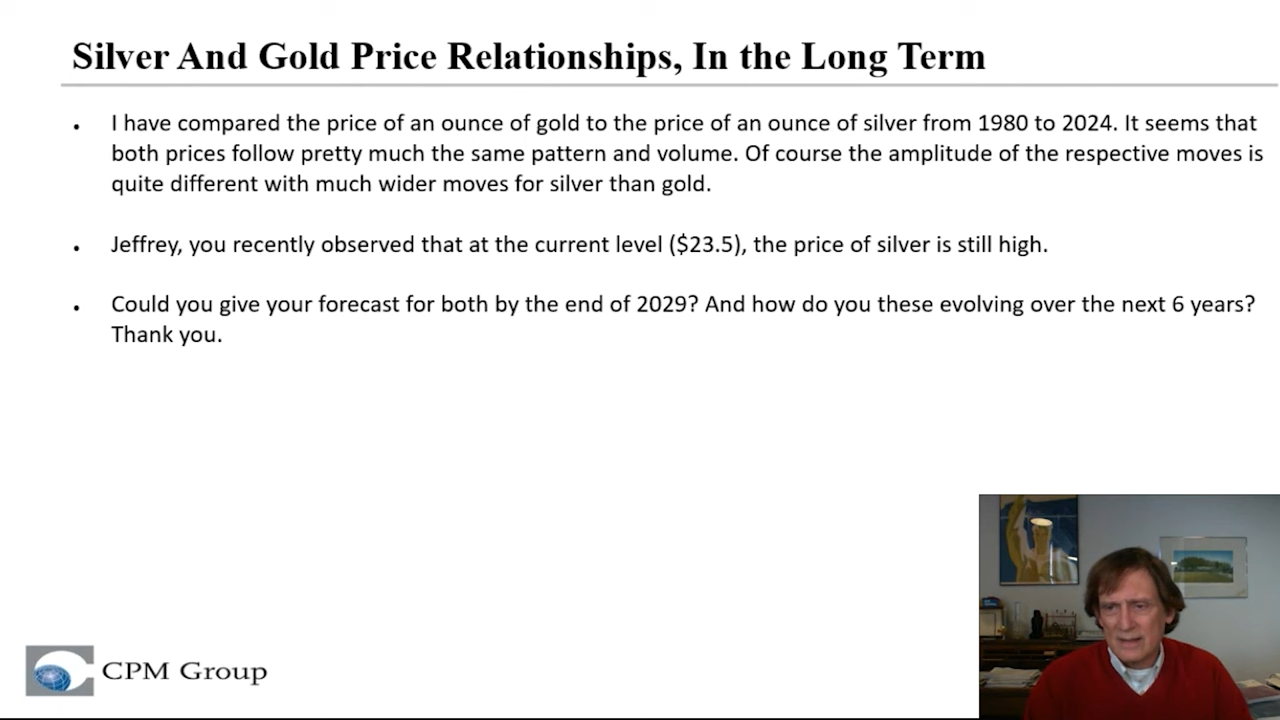 Silver And Gold Price Relationships, In the Long Term
• I have compared the price of an ounce of gold to the price of an ounce of silver from 1980 to 2024. It seems that
both prices follow pretty much the same pattern and volume. Of course the amplitude of the respective moves is
quite different with much wider moves for silver than gold.
• Jeffrey, you recently observed that at the current level ($23.5), the price of silver is still high.
• Could you give your forecast for both by the end of 2029? And how do you these evolving over the next 6 years?
Thank you.
CPM Group